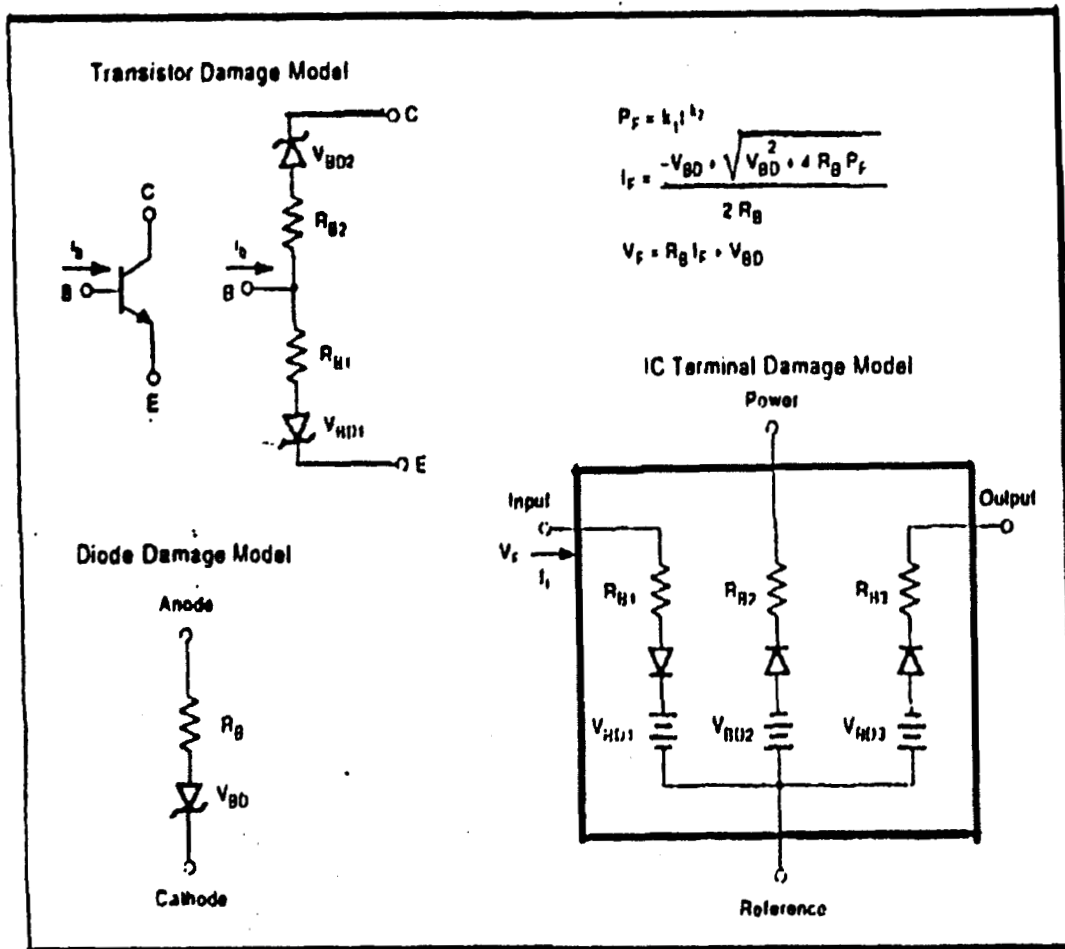 Transistor Damage Model
C
V_BD2
R_B2
C
i_B
B
E
i_b
B
R_B1
V_BD1
E
P_F = k_1 t^k_2
I_F = (-V_BD + √(V_BD^2 + 4 R_B P_F)) / (2 R_B)
V_F = R_B I_F + V_BD
IC Terminal Damage Model
Power
Input
Output
V_F
R_B1
R_B2
R_B3
V_BD1
V_BD2
V_BD3
Reference
Diode Damage Model
Anode
R_B
V_BD
Cathode